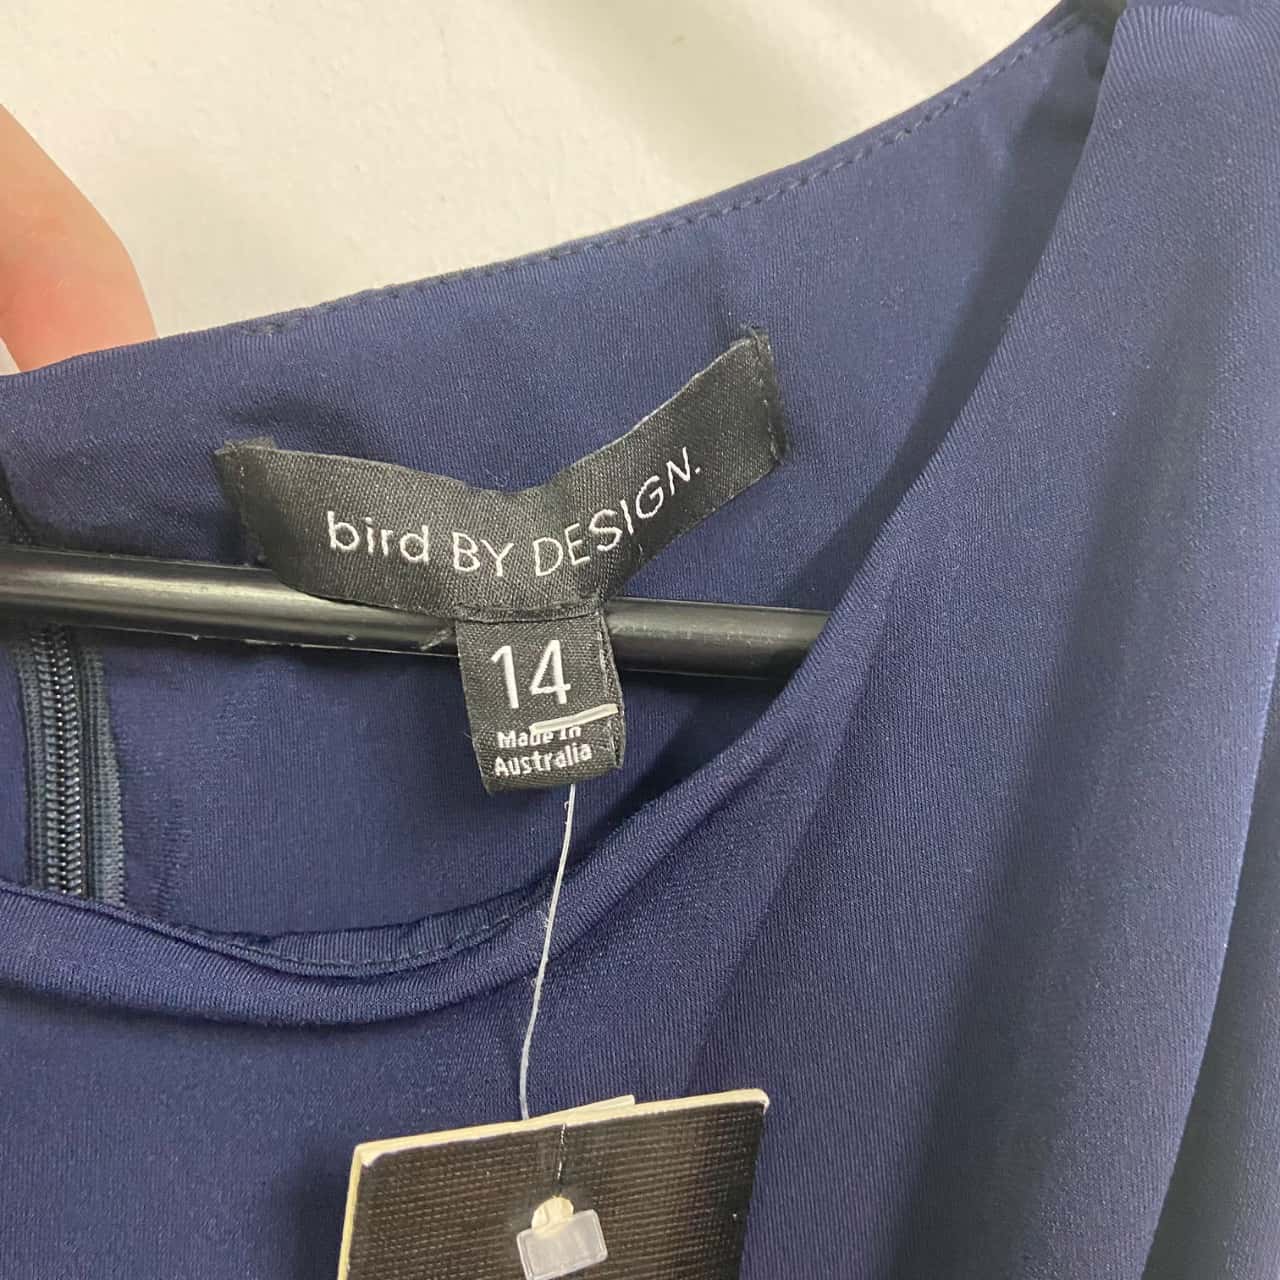 bird BY DESIGN.
14
Made in
Australia